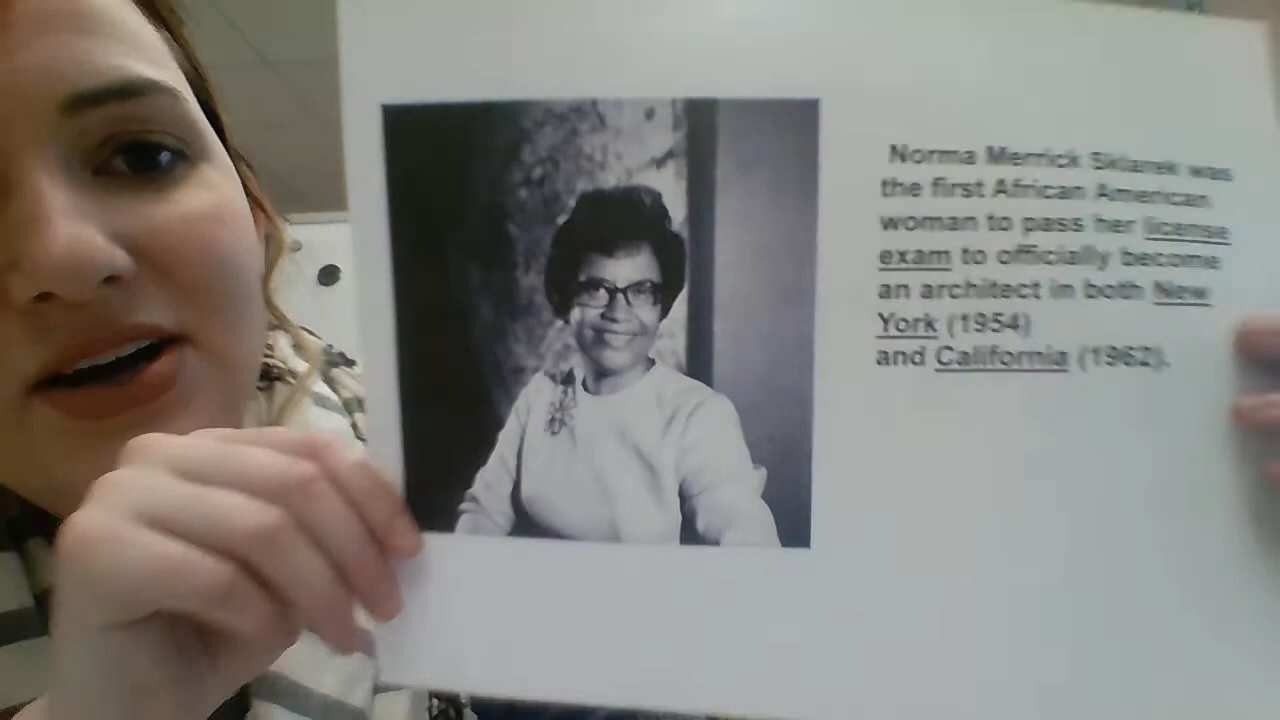 Norma Merrick Sklarek was
the first African American
woman to pass her license
exam to officially become
an architect in both New
York (1954)
and California (1962).